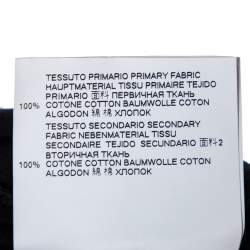 TESSUTO PRIMARIO PRIMARY FABRIC
HAUPTMATERIAL TISSU PRIMAIRE TEJIDO
PRIMARIO 面料 ПЕРВИЧНАЯ ТКАНЬ
100% COTONE COTTON BAUMWOLLE COTON
ALGODON 綿 棉 ХЛОПОК
TESSUTO SECONDARIO SECONDARY
FABRIC NEBENMATERIAL TISSU
SECONDAIRE TEJIDO SECUNDARIO 面料2
ВТОРИЧНАЯ ТКАНЬ
100% COTONE COTTON BAUMWOLLE COTON
ALGODON 綿 棉 ХЛОПОК